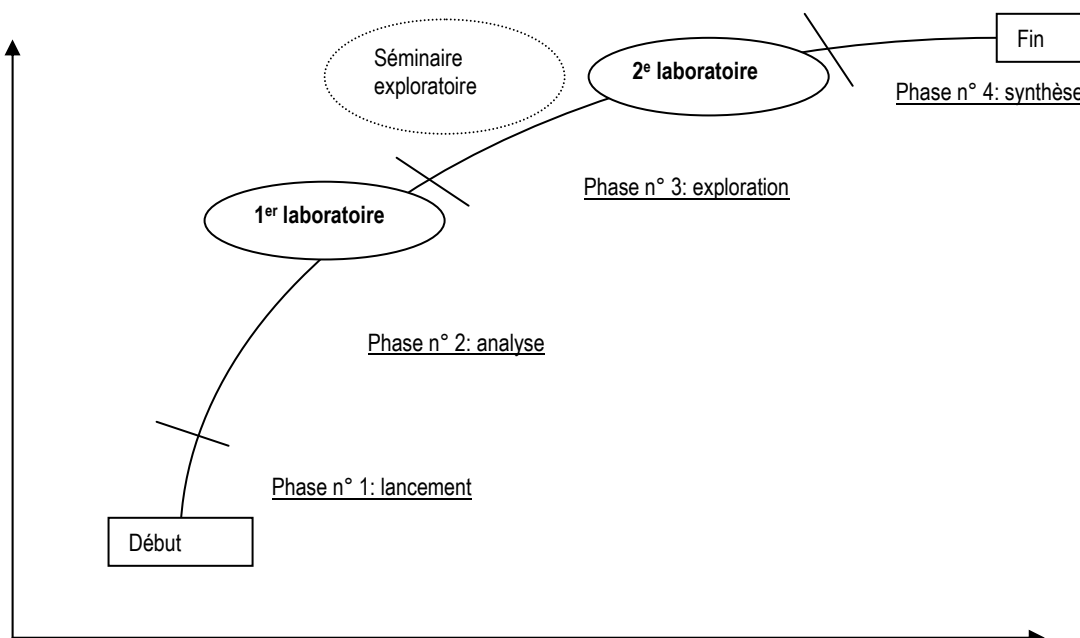 Fin
Séminaire
exploratoire
2e laboratoire
Phase n° 4: synthèse
Phase n° 3: exploration
1er laboratoire
Phase n° 2: analyse
Phase n° 1: lancement
Début